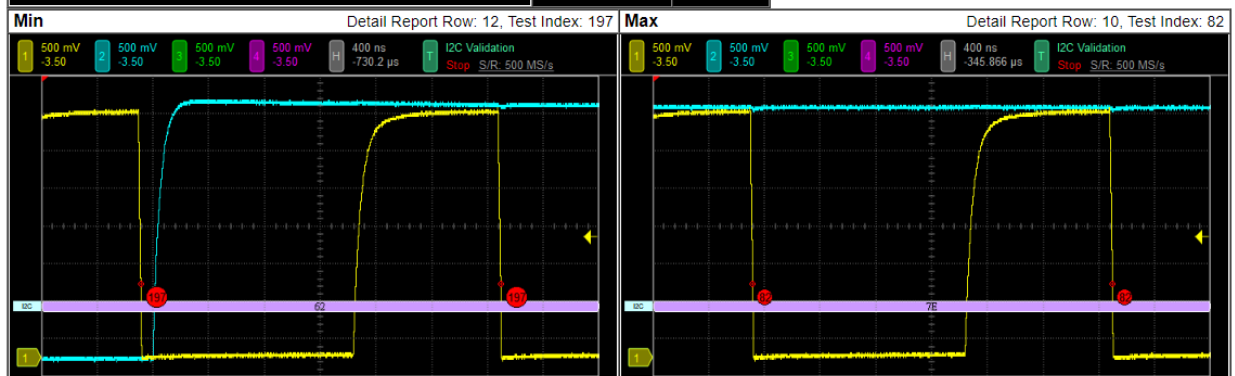 Min Detail Report Row: 12, Test Index: 197
1 500 mV -3.50 2 500 mV -3.50 3 500 mV -3.50 4 500 mV -3.50 H 400 ns -730.2 µs T I2C Validation Stop S/R: 500 MS/s
197 197
I2C 62
1
Max Detail Report Row: 10, Test Index: 82
1 500 mV -3.50 2 500 mV -3.50 3 500 mV -3.50 4 500 mV -3.50 H 400 ns -345.866 µs T I2C Validation Stop S/R: 500 MS/s
82 82
I2C 7E
1